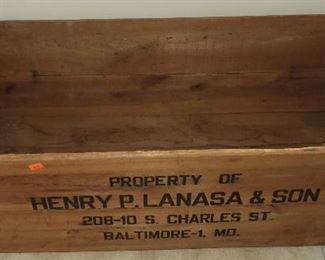 PROPERTY OF
HENRY P. LANASA & SON
208-10 S. CHARLES ST.
BALTIMORE-1, MD.